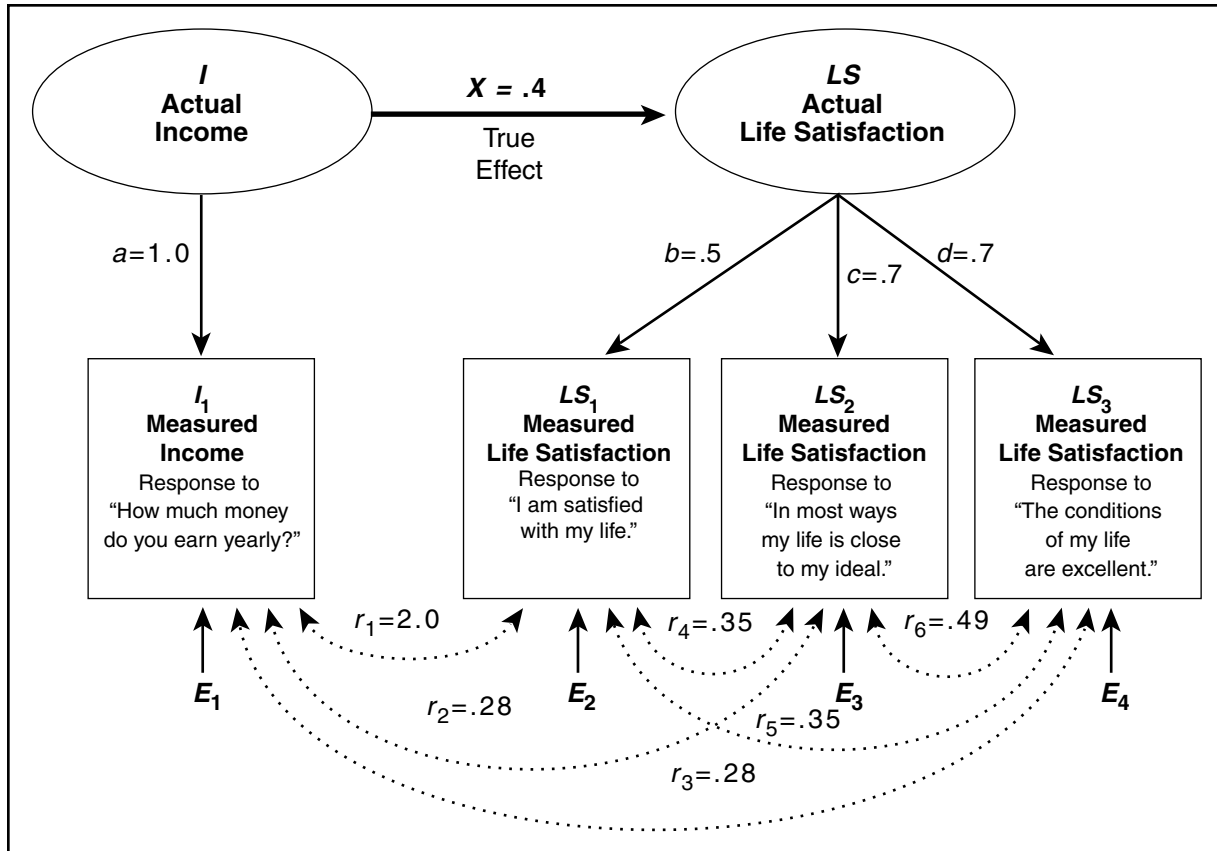 I
Actual
Income
X = .4
True
Effect
LS
Actual
Life Satisfaction
a=1.0
b=.5
c=.7
d=.7
I1
Measured
Income
Response to
“How much money
do you earn yearly?”
LS1
Measured
Life Satisfaction
Response to
“I am satisfied
with my life.”
LS2
Measured
Life Satisfaction
Response to
“In most ways
my life is close
to my ideal.”
LS3
Measured
Life Satisfaction
Response to
“The conditions
of my life
are excellent.”
r1=2.0
r4=.35
r6=.49
E1
E2
E3
E4
r2=.28
r5=.35
r3=.28